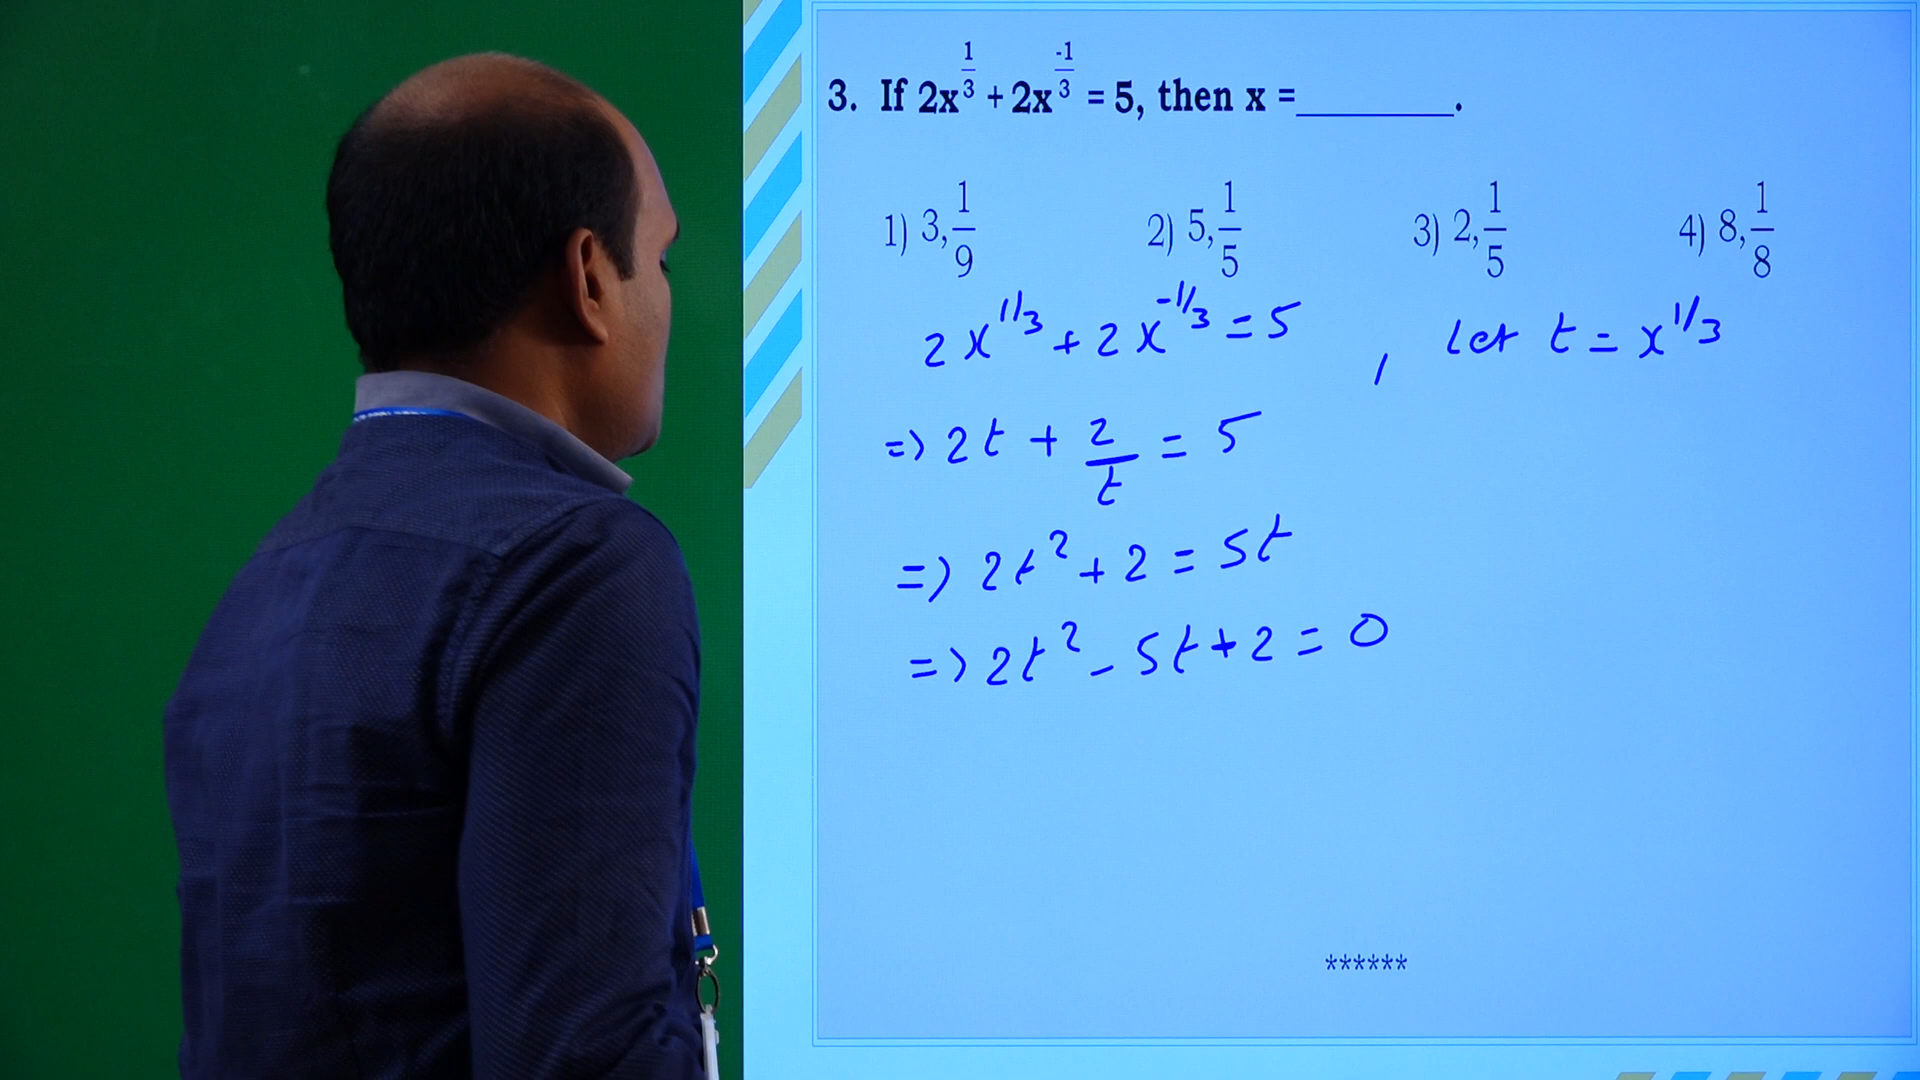 3. If 2x^(1/3) + 2x^(-1/3) = 5, then x = ________.
1) 3, 1/9 2) 5, 1/5 3) 2, 1/5 4) 8, 1/8
2x^1/3 + 2x^-1/3 = 5 , Let t = x^1/3
=> 2t + 2/t = 5
=> 2t² + 2 = 5t
=> 2t² - 5t + 2 = 0
******